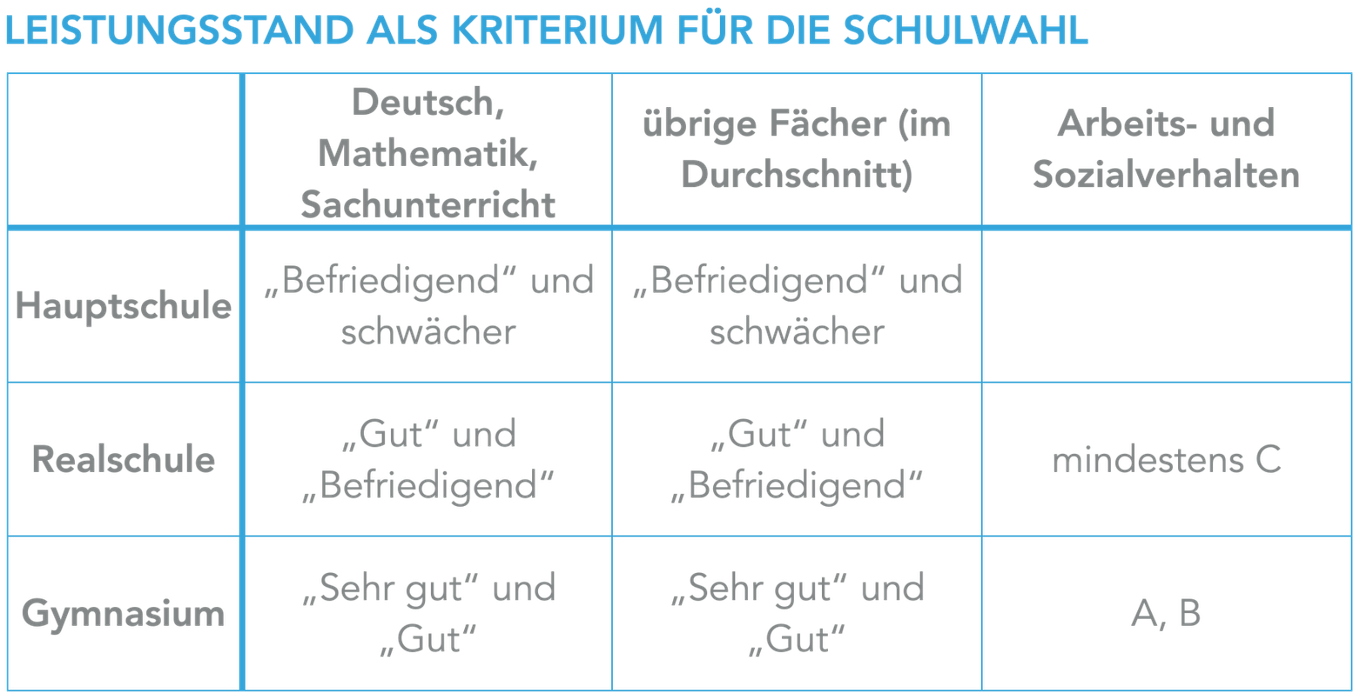 LEISTUNGSSTAND ALS KRITERIUM FÜR DIE SCHULWAHL
Deutsch,
Mathematik,
Sachunterricht
übrige Fächer (im
Durchschnitt)
Arbeits- und
Sozialverhalten
Hauptschule
„Befriedigend“ und
schwächer
„Befriedigend“ und
schwächer
Realschule
„Gut“ und
„Befriedigend“
„Gut“ und
„Befriedigend“
mindestens C
Gymnasium
„Sehr gut“ und
„Gut“
„Sehr gut“ und
„Gut“
A, B